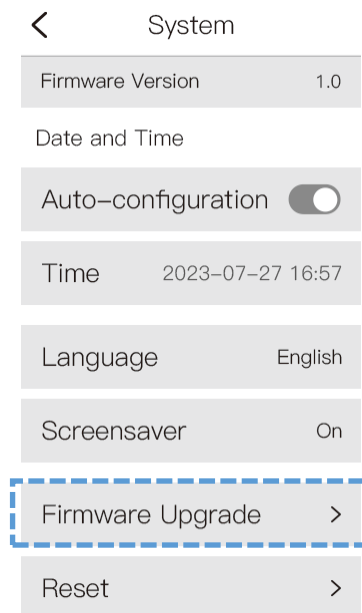 System
Firmware Version 1.0
Date and Time
Auto-configuration
Time 2023-07-27 16:57
Language English
Screensaver On
Firmware Upgrade
Reset